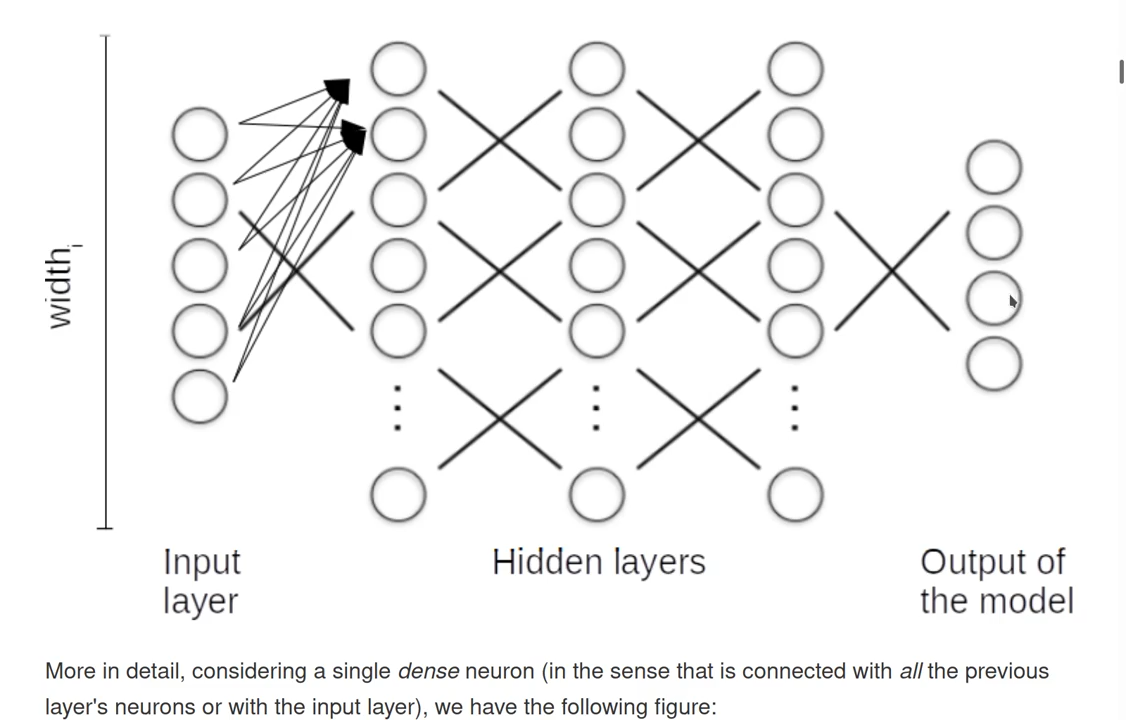 width i
Input
layer
Hidden layers
Output of
the model
More in detail, considering a single dense neuron (in the sense that is connected with all the previous
layer's neurons or with the input layer), we have the following figure: